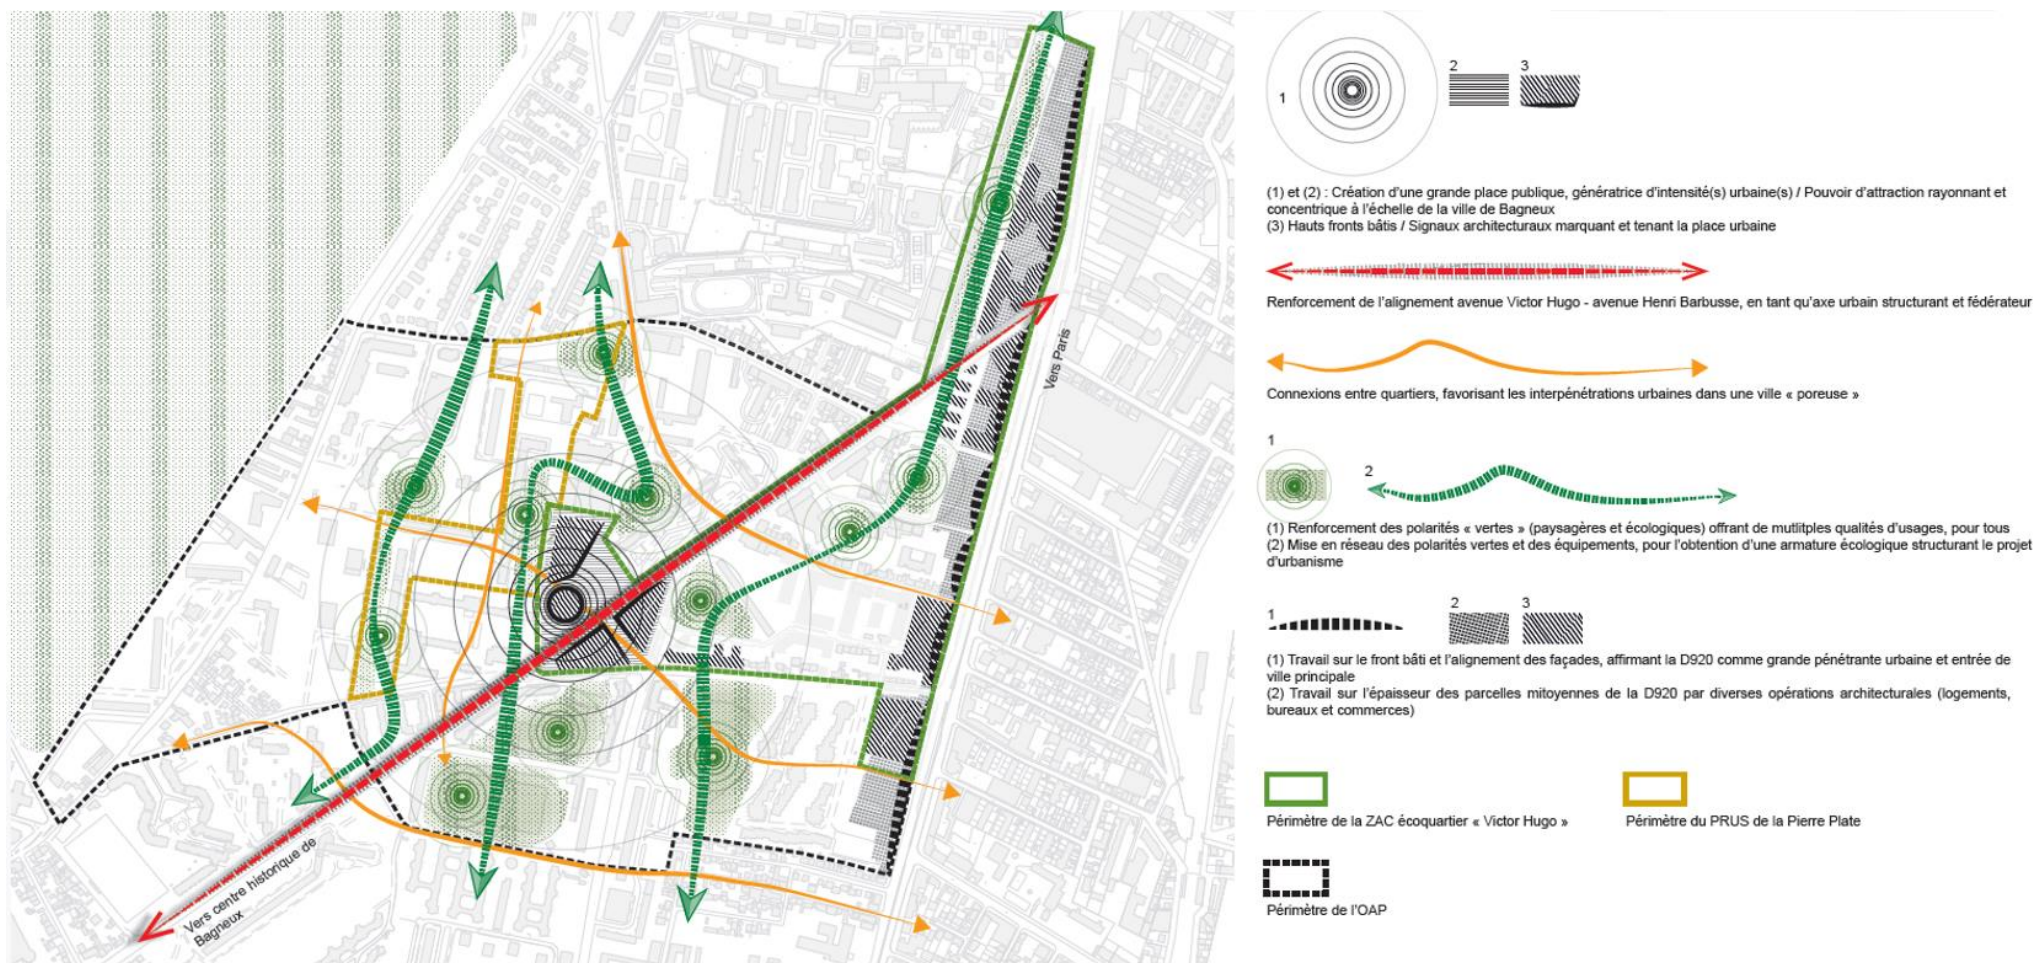 Vers Paris
Vers centre historique de
Bagneux
1
2
3
(1) et (2) : Création d'une grande place publique, génératrice d'intensité(s) urbaine(s) / Pouvoir d'attraction rayonnant et
concentrique à l'échelle de la ville de Bagneux
(3) Hauts fronts bâtis / Signaux architecturaux marquant et tenant la place urbaine
Renforcement de l'alignement avenue Victor Hugo - avenue Henri Barbusse, en tant qu'axe urbain structurant et fédérateur
Connexions entre quartiers, favorisant les interpénétrations urbaines dans une ville « poreuse »
1
2
(1) Renforcement des polarités « vertes » (paysagères et écologiques) offrant de mutlitples qualités d'usages, pour tous
(2) Mise en réseau des polarités vertes et des équipements, pour l'obtention d'une armature écologique structurant le projet
d'urbanisme
1
2
3
(1) Travail sur le front bâti et l'alignement des façades, affirmant la D920 comme grande pénétrante urbaine et entrée de
ville principale
(2) Travail sur l'épaisseur des parcelles mitoyennes de la D920 par diverses opérations architecturales (logements,
bureaux et commerces)
Périmètre de la ZAC écoquartier « Victor Hugo »
Périmètre du PRUS de la Pierre Plate
Périmètre de l'OAP